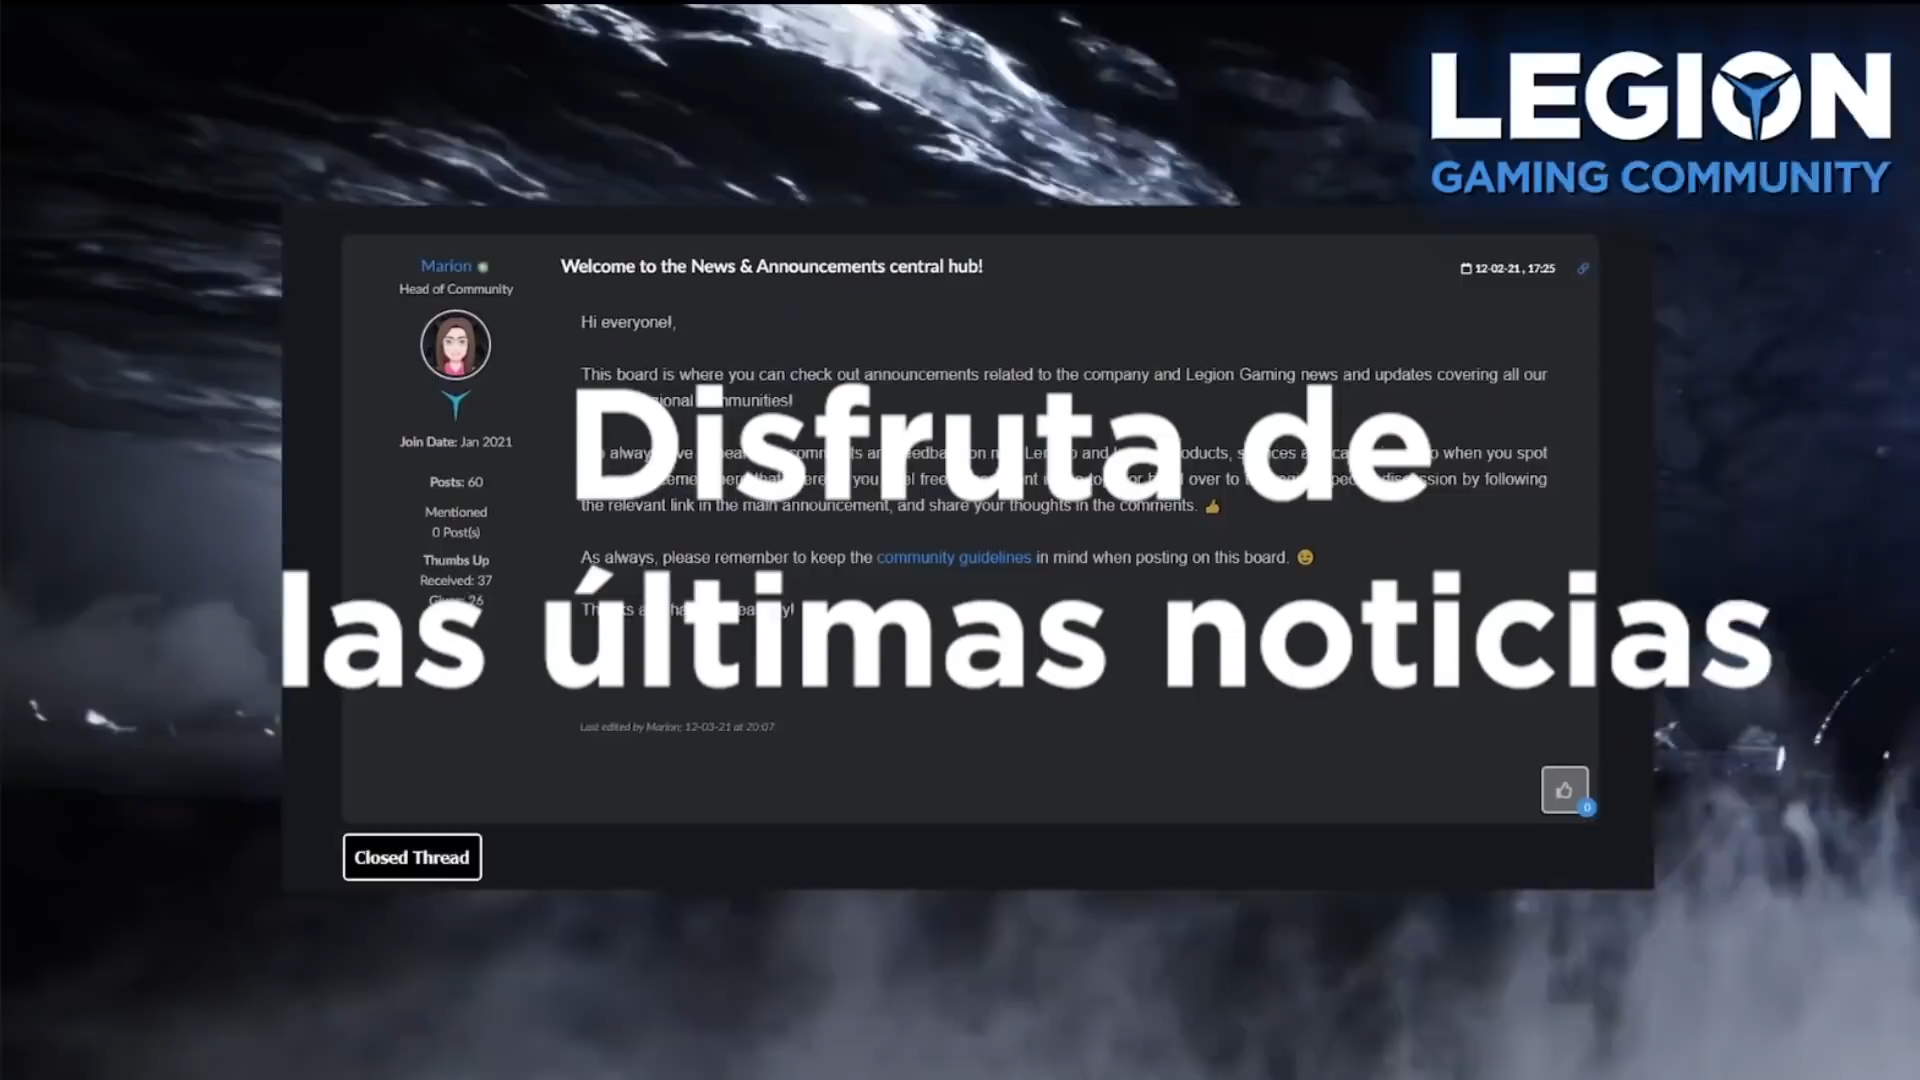 LEGION
GAMING COMMUNITY
Marion
Head of Community
Join Date: Jan 2021
Posts: 60
Mentioned
0 Post(s)
Thumbs Up
Received: 37
26
Welcome to the News & Announcements central hub!
12-02-21, 17:25
Hi everyone!,
This board is where you can check out announcements related to the company and Legion Gaming news and updates covering all our
Disfruta de
when you spot
over to
by following
the relevant link in the main announcement, and share your thoughts in the comments.
As always, please remember to keep the community guidelines in mind when posting on this board.
las últimas noticias
Last edited by Marion; 12-03-21 at 20:07
0
Closed Thread